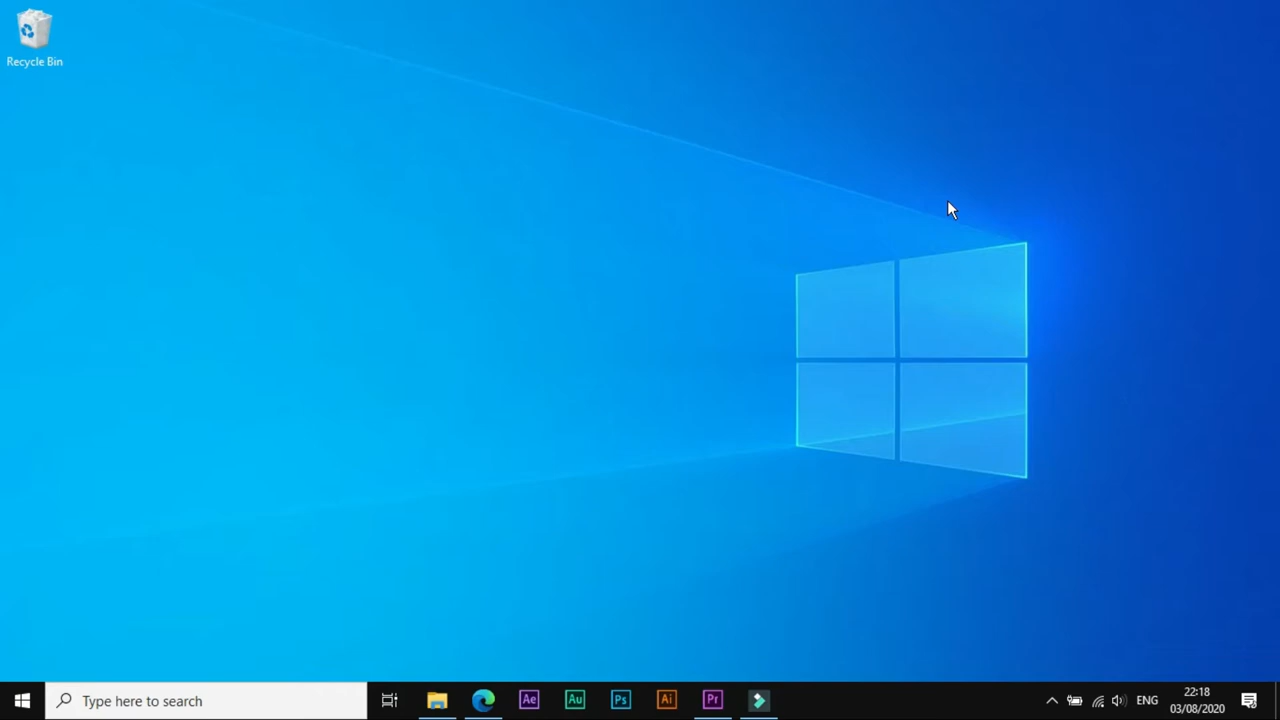 Recycle Bin
Type here to search
Ae
Au
Ps
Ai
Pr
ENG
22:18
03/08/2020